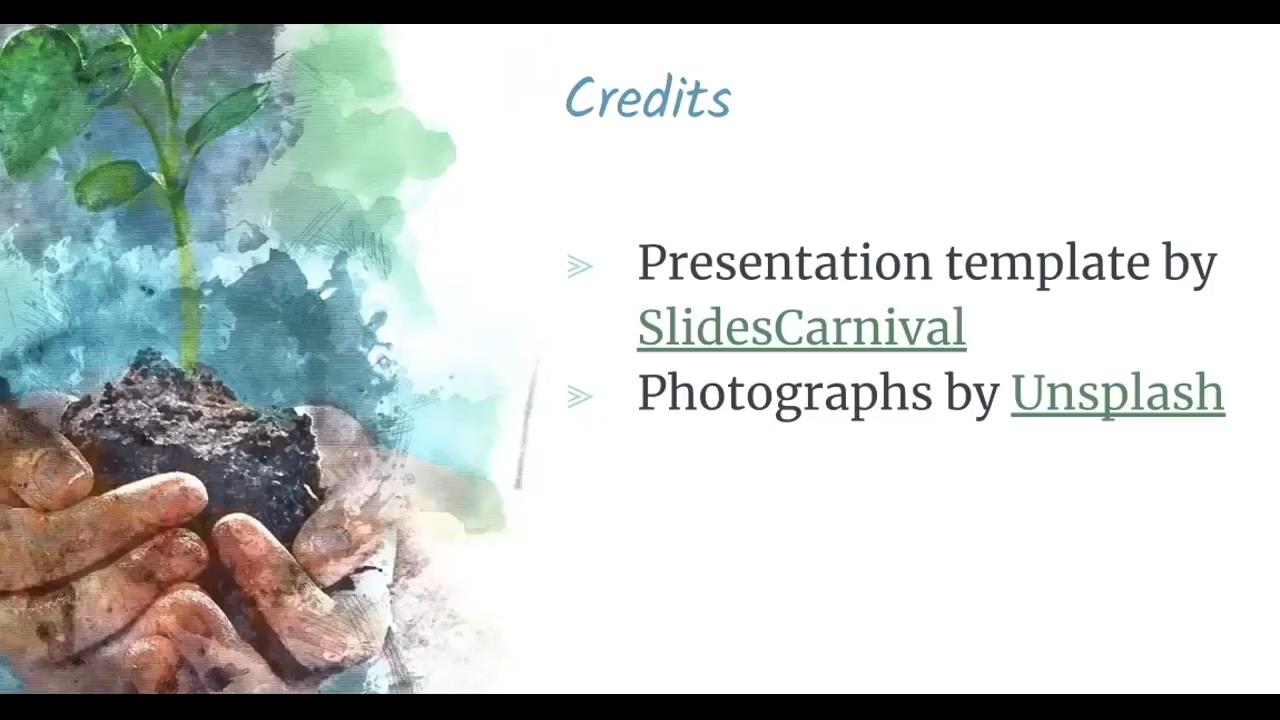 Credits
Presentation template by
SlidesCarnival
Photographs by Unsplash